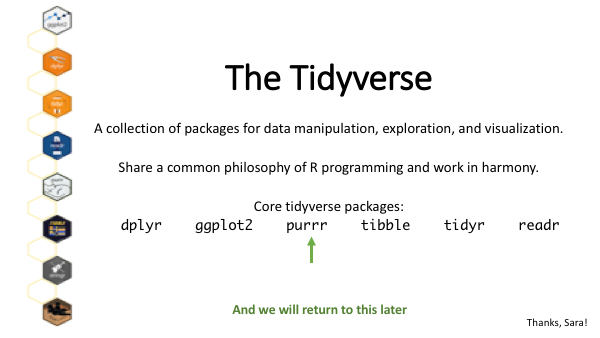 ggplot2
The Tidyverse
A collection of packages for data manipulation, exploration, and visualization.
Share a common philosophy of R programming and work in harmony.
Core tidyverse packages:
dplyr ggplot2 purrr tibble tidyr readr
And we will return to this later
Thanks, Sara!